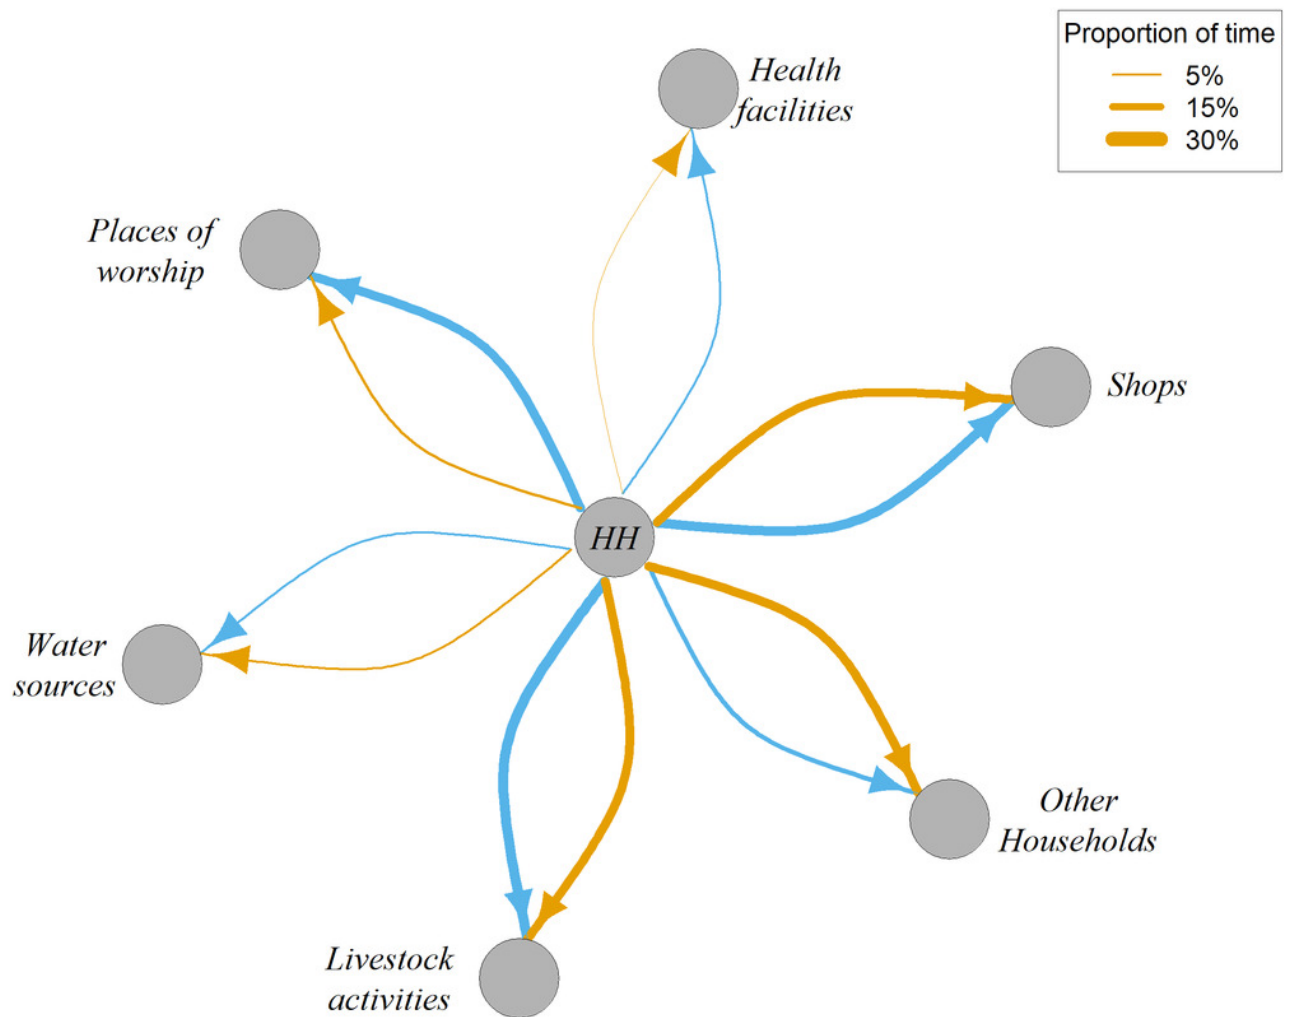 Proportion of time
5%
15%
30%
Health
facilities
Places of
worship
Shops
HH
Water
sources
Other
Households
Livestock
activities